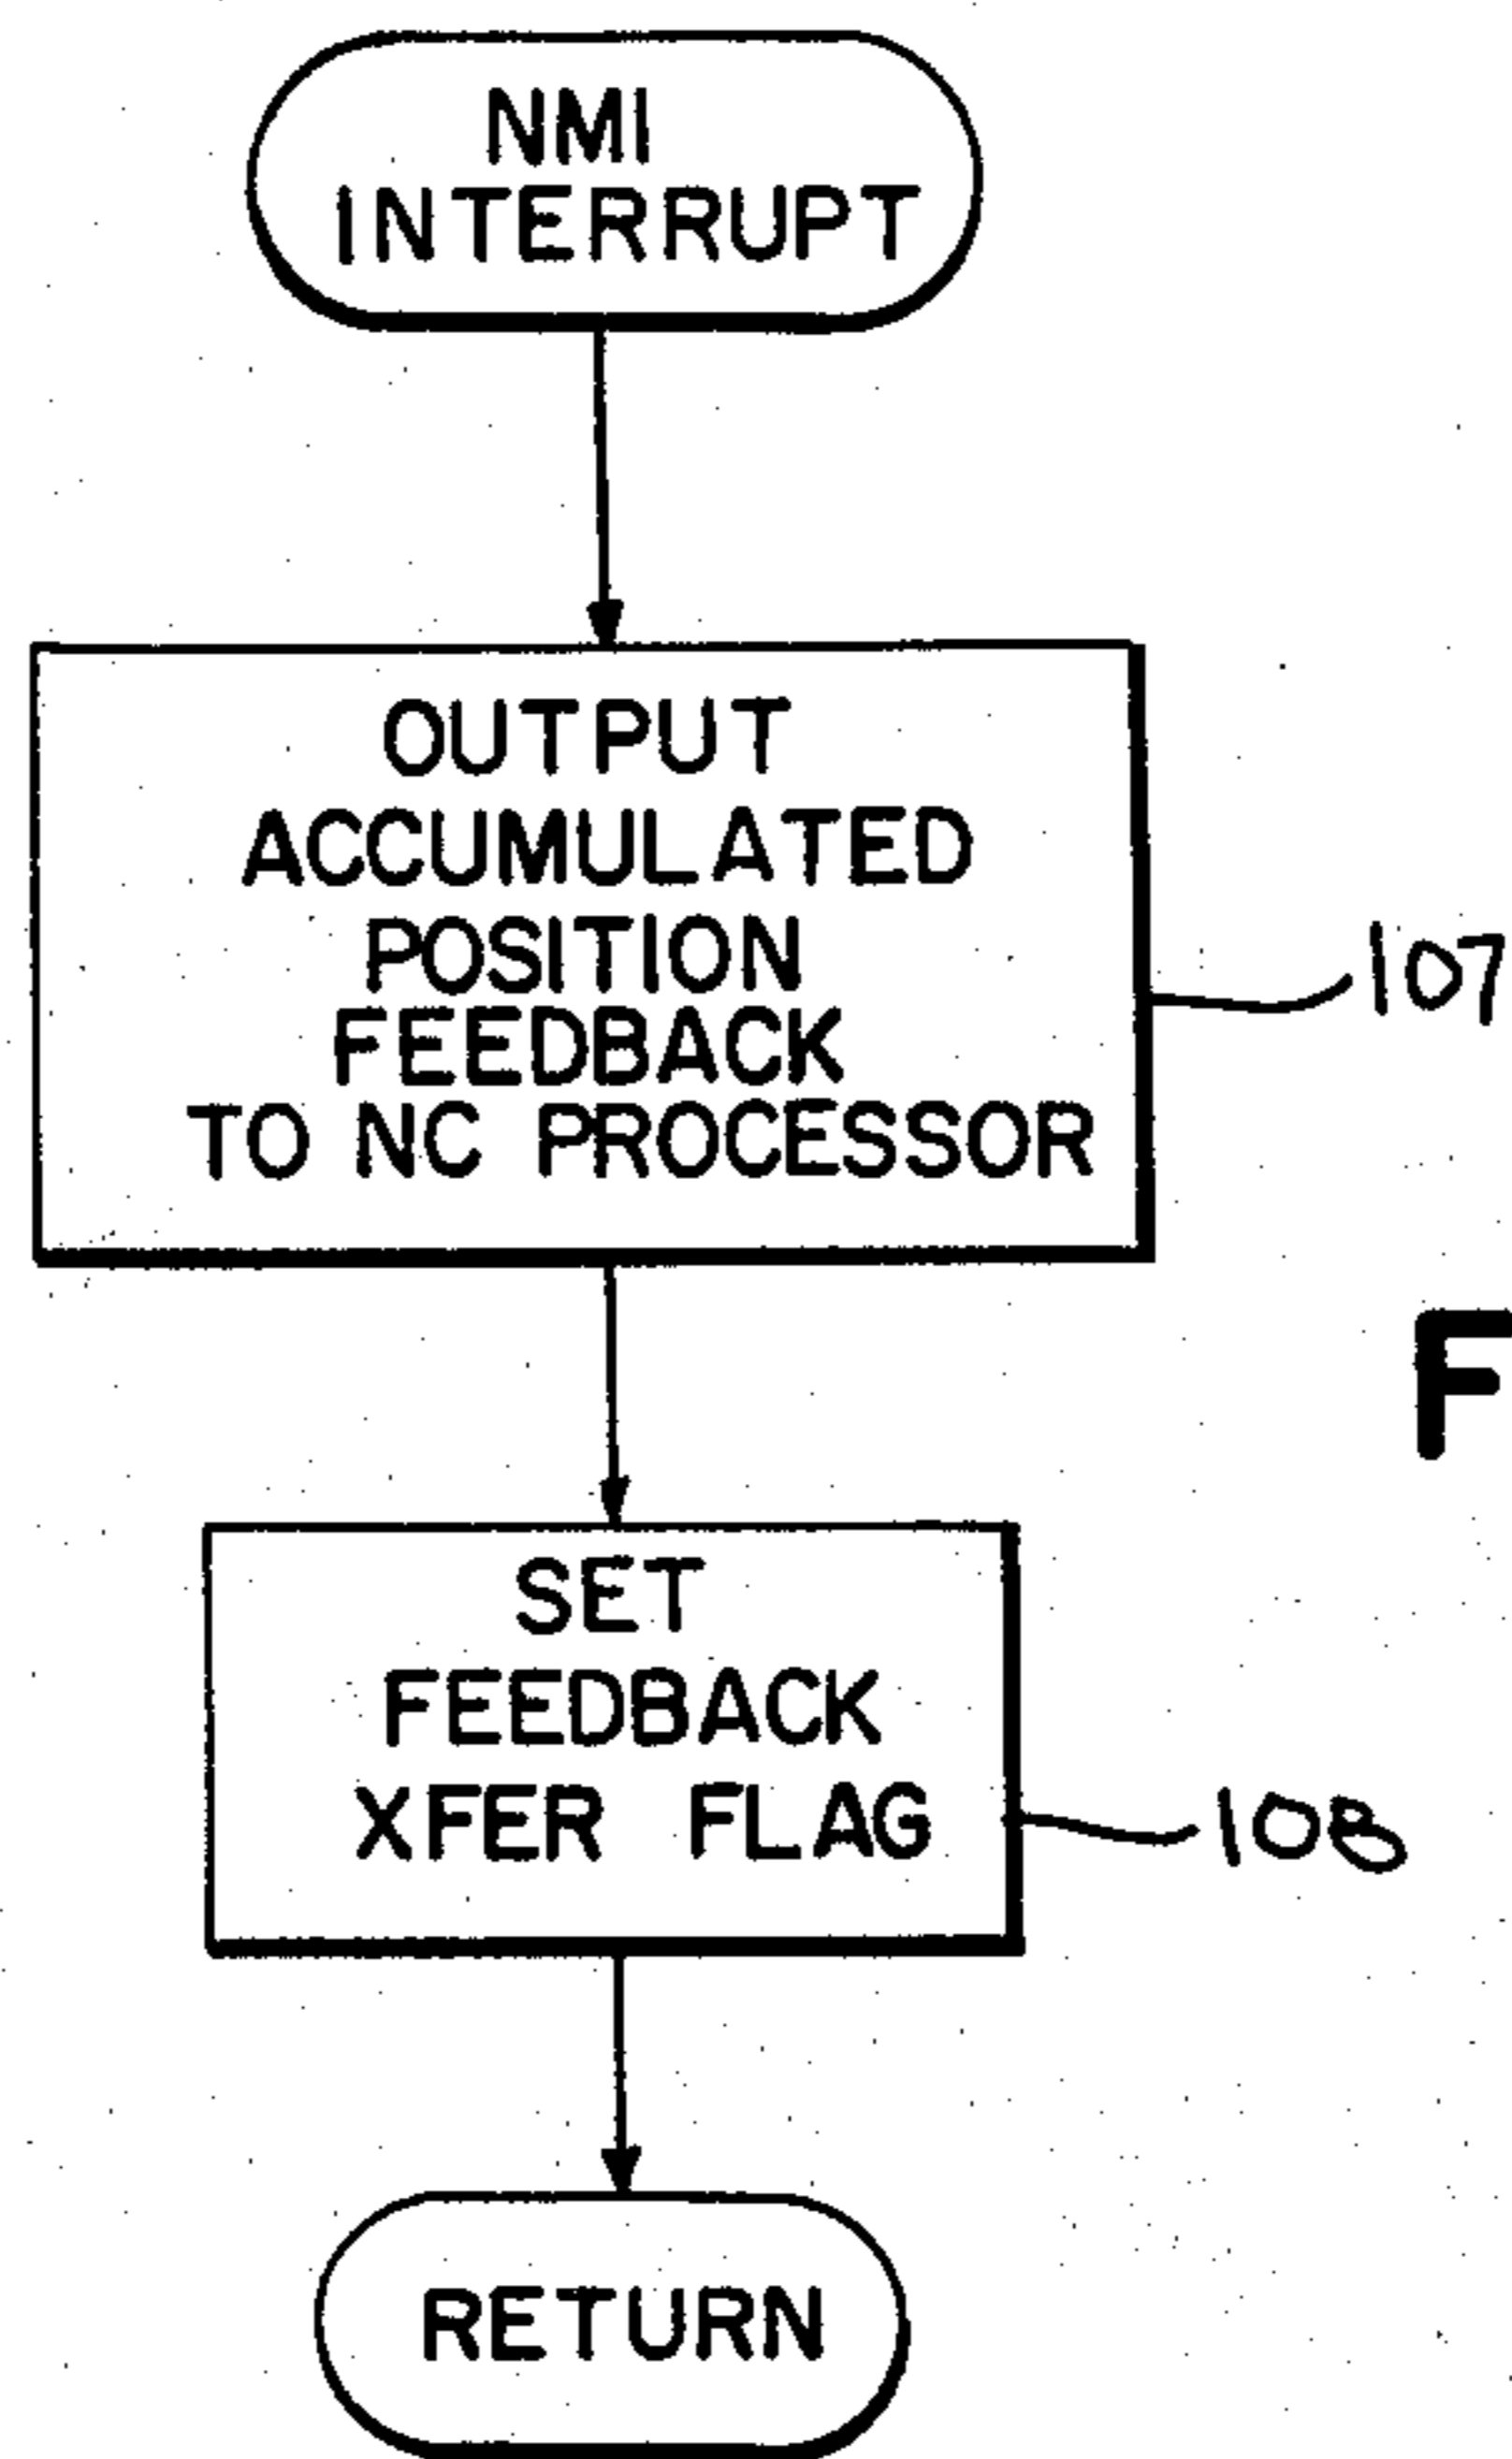 NMI
INTERRUPT
OUTPUT
ACCUMULATED
POSITION
FEEDBACK
TO NC PROCESSOR
107
F
SET
FEEDBACK
XFER FLAG
108
RETURN